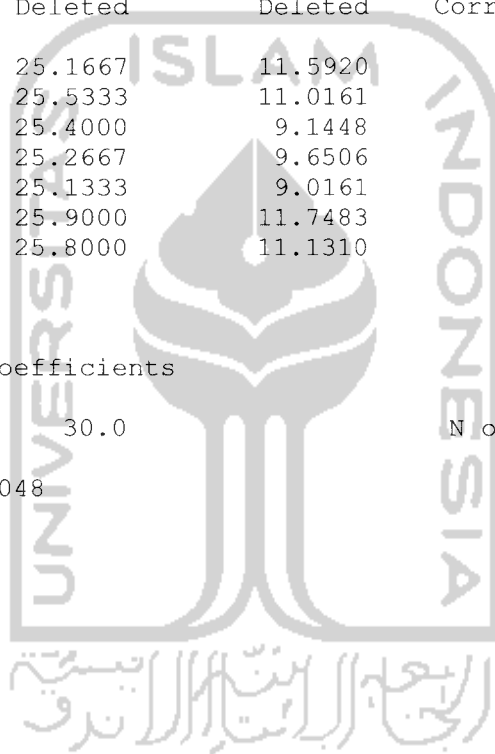 Deleted Deleted Corr
25.1667 11.5920
25.5333 11.0161
25.4000 9.1448
25.2667 9.6506
25.1333 9.0161
25.9000 11.7483
25.8000 11.1310
oefficients
30.0 N o
048
ISLAM
UNIVERSITAS
INDONESIA